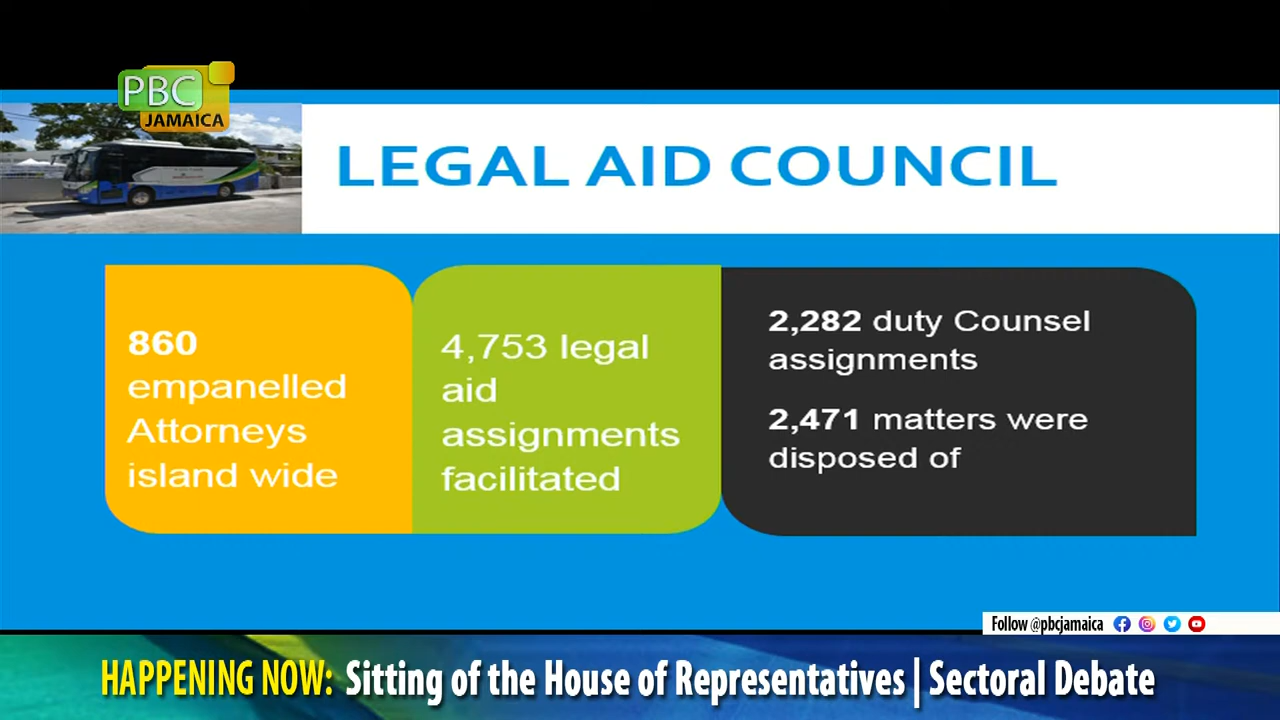 PBC
JAMAICA
LEGAL AID COUNCIL
860
empanelled
Attorneys
island wide
4,753 legal
aid
assignments
facilitated
2,282 duty Counsel
assignments
2,471 matters were
disposed of
Follow @pbcjamaica
HAPPENING NOW: Sitting of the House of Representatives | Sectoral Debate